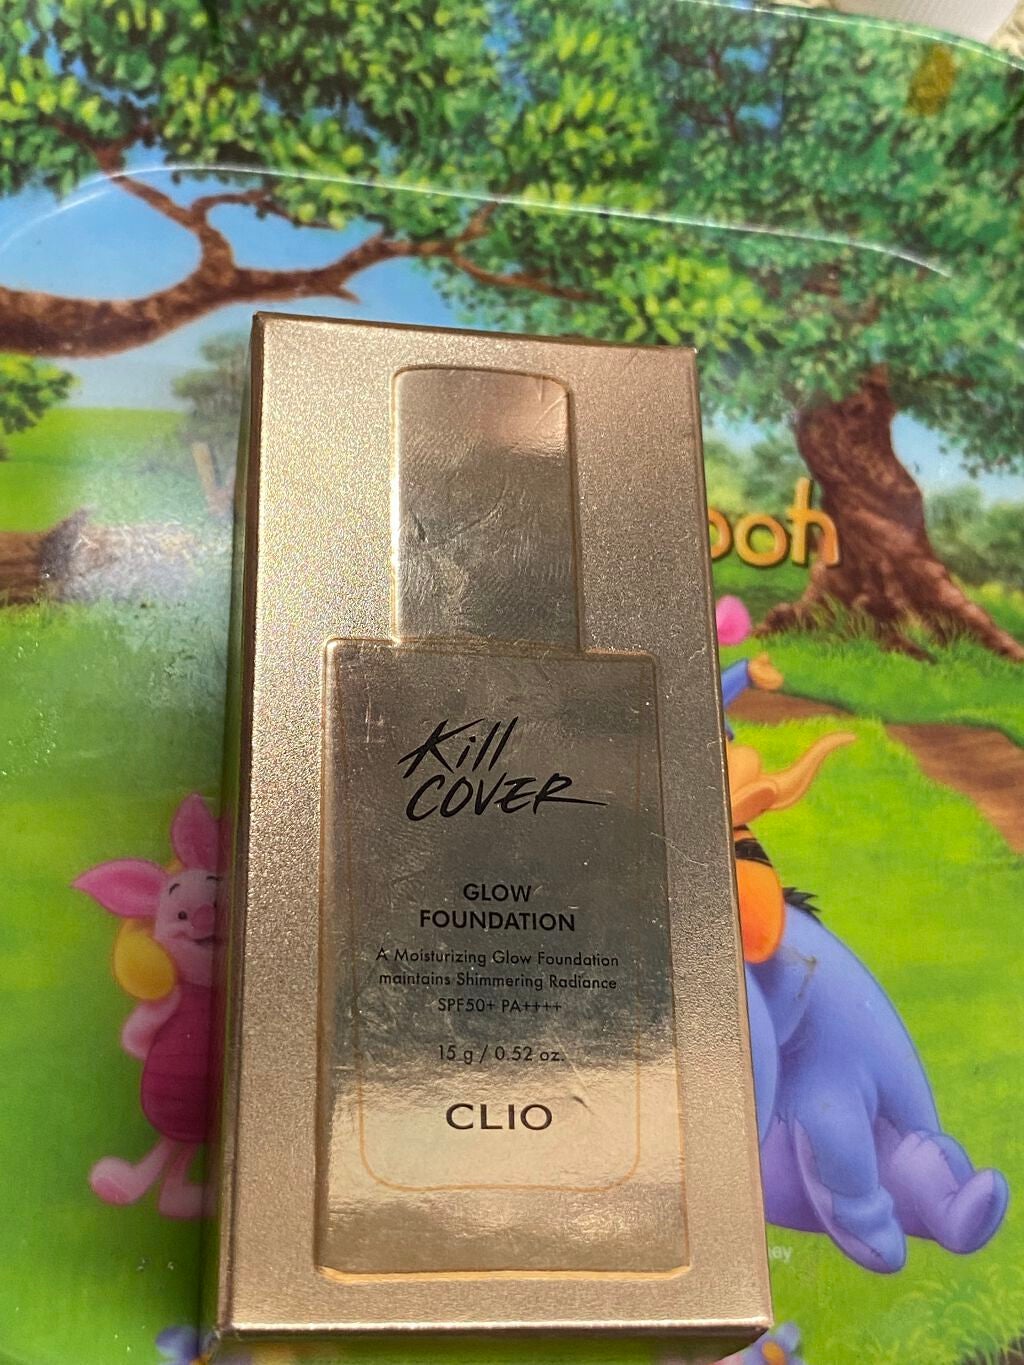 ooh
Kill
COVER
GLOW
FOUNDATION
A Moisturizing Glow Foundation
maintains Shimmering Radiance
SPF50+ PA++++
15 g / 0.52 oz.
CLIO